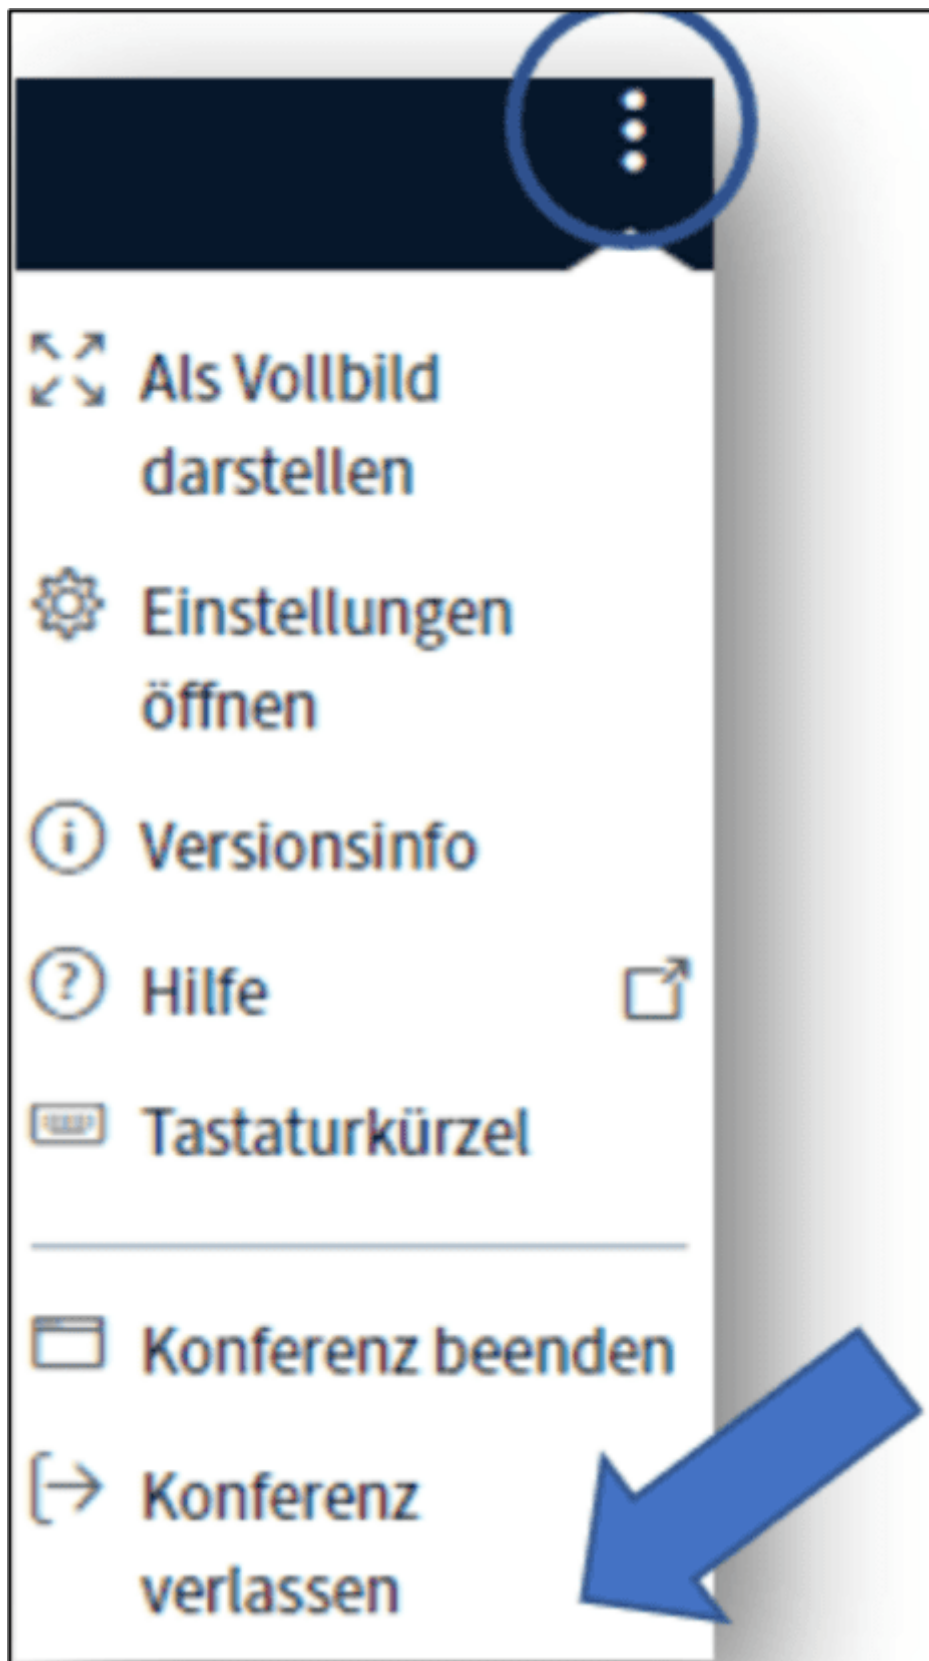 Als Vollbild
darstellen
Einstellungen
öffnen
Versionsinfo
Hilfe
Tastaturkürzel
Konferenz beenden
Konferenz
verlassen